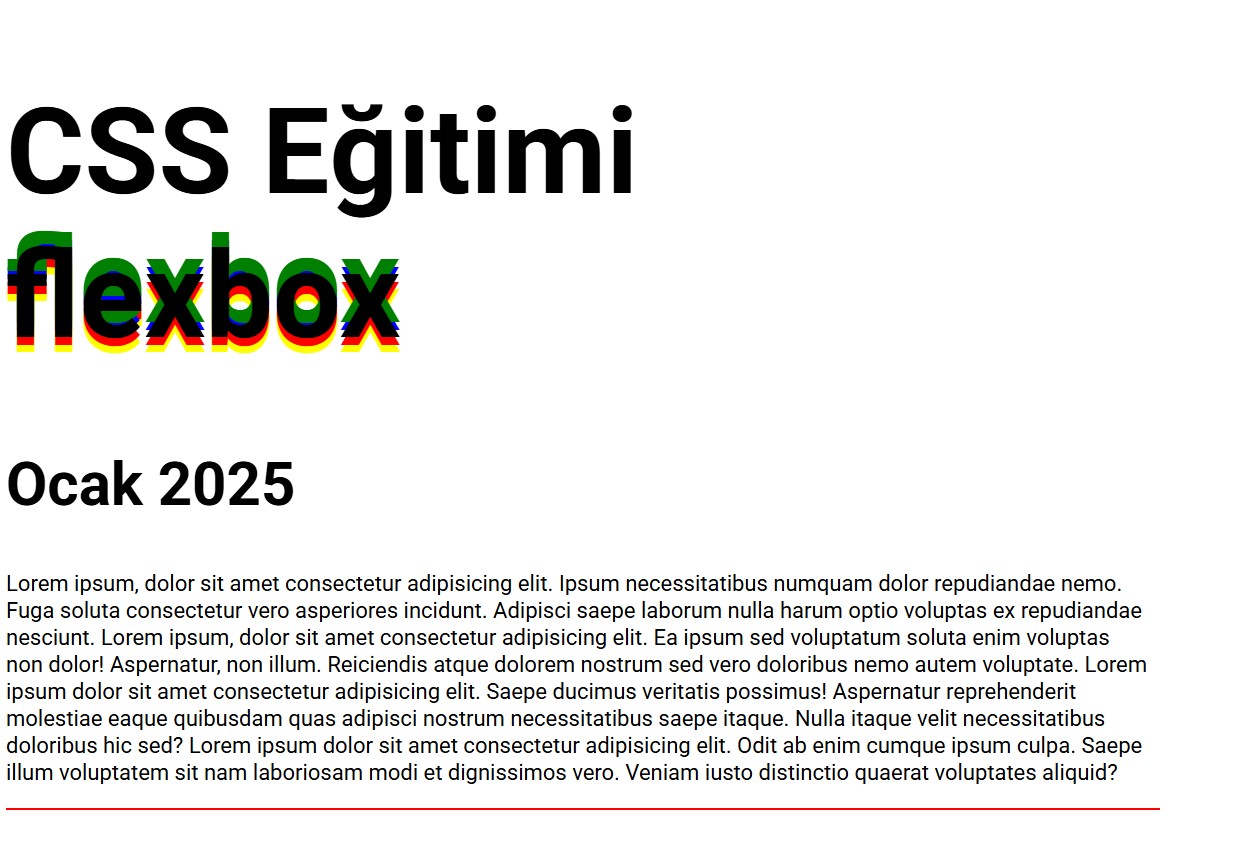 CSS Eğitimi
flexbox
Ocak 2025
Lorem ipsum, dolor sit amet consectetur adipisicing elit. Ipsum necessitatibus numquam dolor repudiandae nemo.
Fuga soluta consectetur vero asperiores incidunt. Adipisci saepe laborum nulla harum optio voluptas ex repudiandae
nesciunt. Lorem ipsum, dolor sit amet consectetur adipisicing elit. Ea ipsum sed voluptatum soluta enim voluptas
non dolor! Aspernatur, non illum. Reiciendis atque dolorem nostrum sed vero doloribus nemo autem voluptate. Lorem
ipsum dolor sit amet consectetur adipisicing elit. Saepe ducimus veritatis possimus! Aspernatur reprehenderit
molestiae eaque quibusdam quas adipisci nostrum necessitatibus saepe itaque. Nulla itaque velit necessitatibus
doloribus hic sed? Lorem ipsum dolor sit amet consectetur adipisicing elit. Odit ab enim cumque ipsum culpa. Saepe
illum voluptatem sit nam laboriosam modi et dignissimos vero. Veniam iusto distinctio quaerat voluptates aliquid?